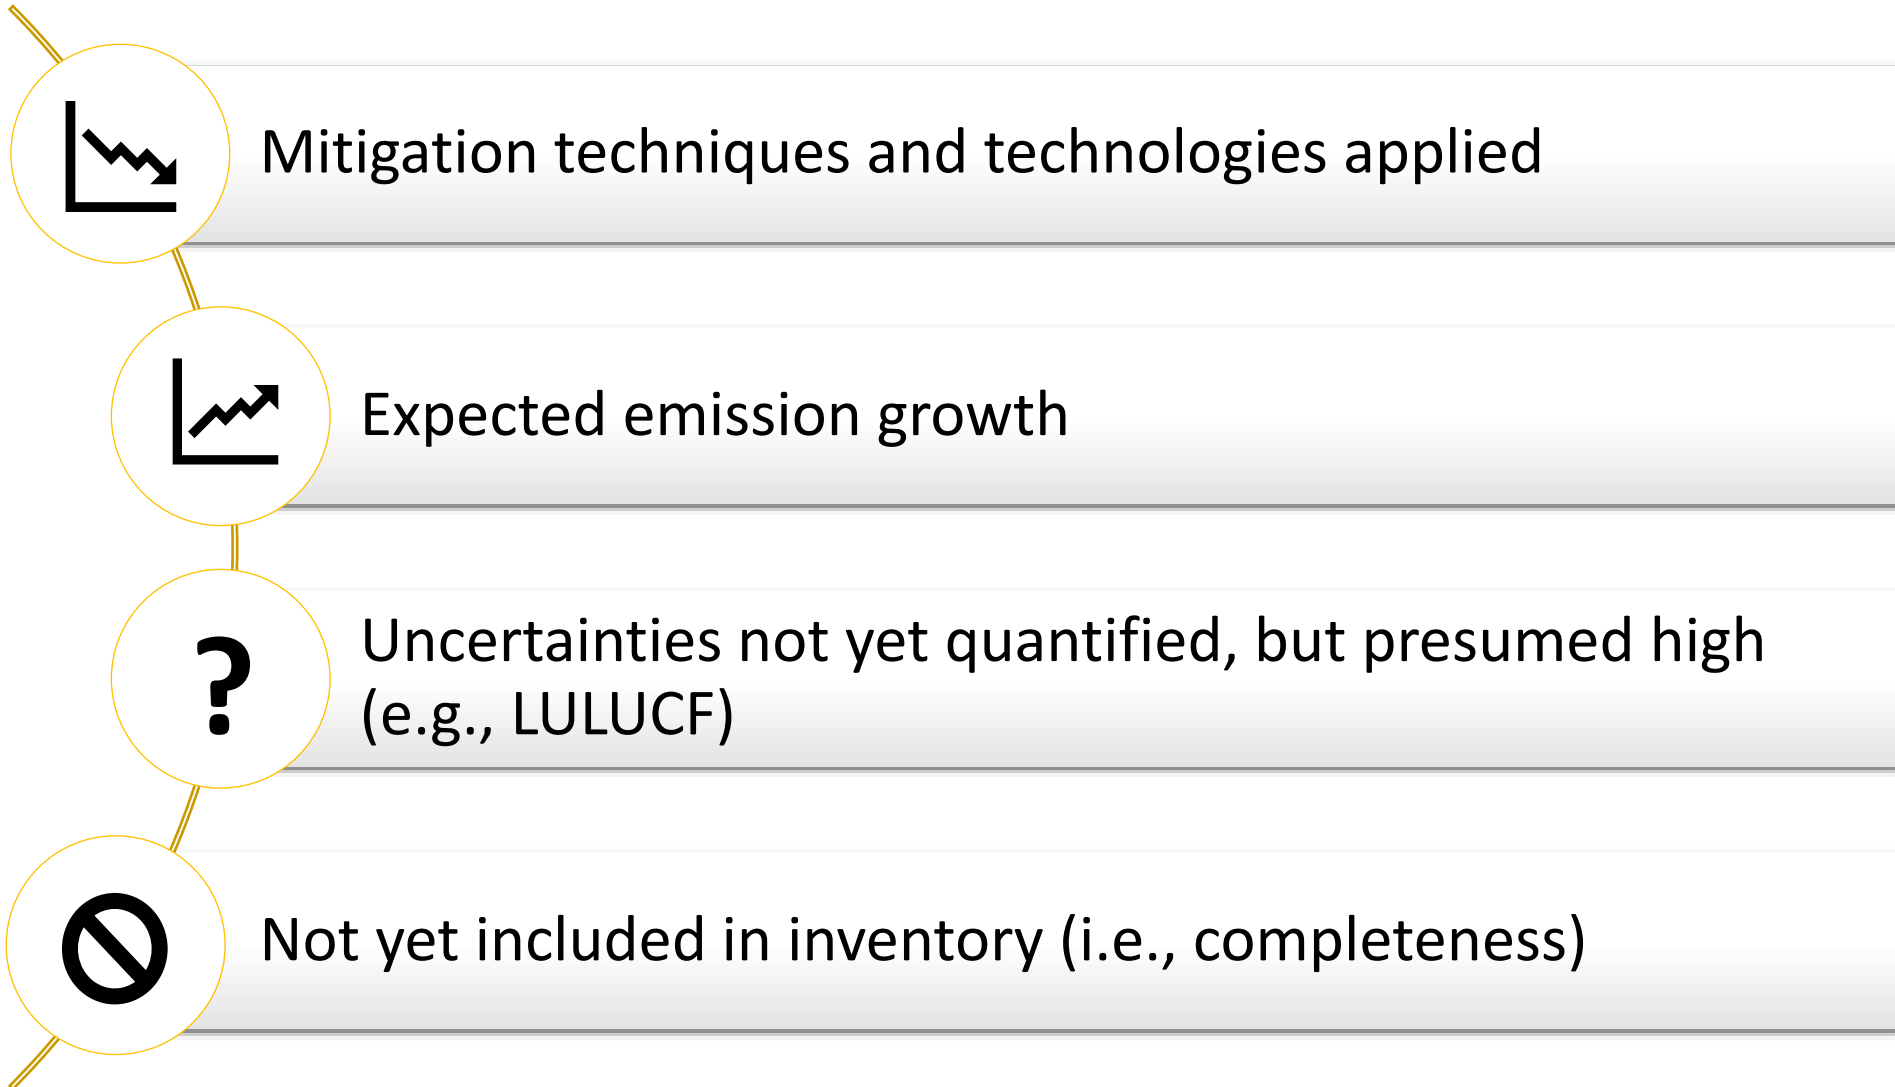 Mitigation techniques and technologies applied
Expected emission growth
?
Uncertainties not yet quantified, but presumed high
(e.g., LULUCF)
Not yet included in inventory (i.e., completeness)